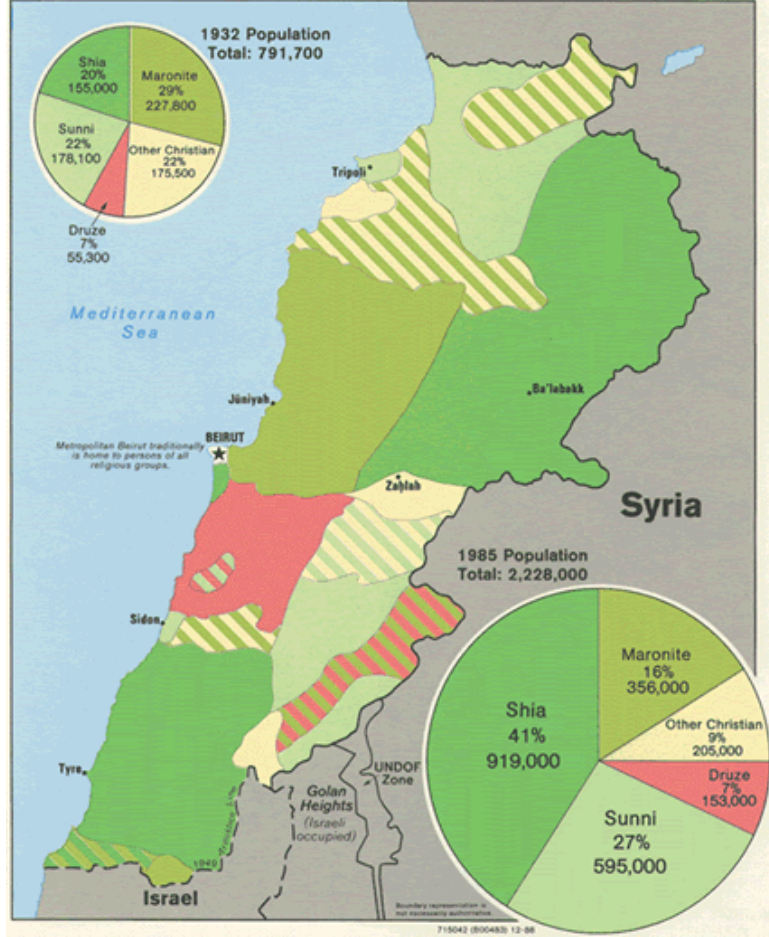 1932 Population
Total: 791,700
Shia
20%
155,000
Maronite
29%
227,800
Sunni
22%
178,100
Other Christian
22%
175,500
Druze
7%
55,300
Tripoli
Mediterranean
Sea
Ba'labakk
Jūniyah
BEIRUT
Metropolitan Beirut traditionally
is home to persons of all
religious groups.
Zaḥlah
Syria
1985 Population
Total: 2,228,000
Sidon
Maronite
16%
356,000
Shia
41%
919,000
Other Christian
9%
205,000
Druze
7%
153,000
Sunni
27%
595,000
Tyre
UNDOF
Zone
Golan
Heights
(Israeli
occupied)
1949 Armistice Line
Israel
Boundary representation is
not necessarily authoritative.
715042 (B00483) 12-88